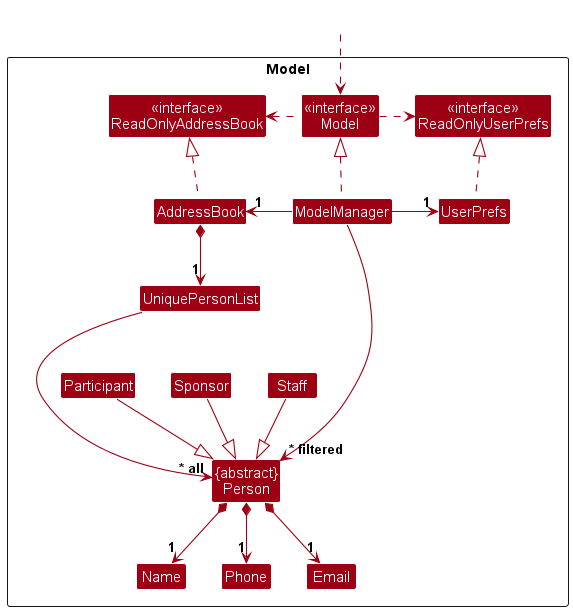 Model
«interface»
ReadOnlyAddressBook
«interface»
Model
«interface»
ReadOnlyUserPrefs
1
1
AddressBook
ModelManager
UserPrefs
1
UniquePersonList
Participant
Sponsor
Staff
* filtered
* all
{abstract}
Person
1
1
1
Name
Phone
Email